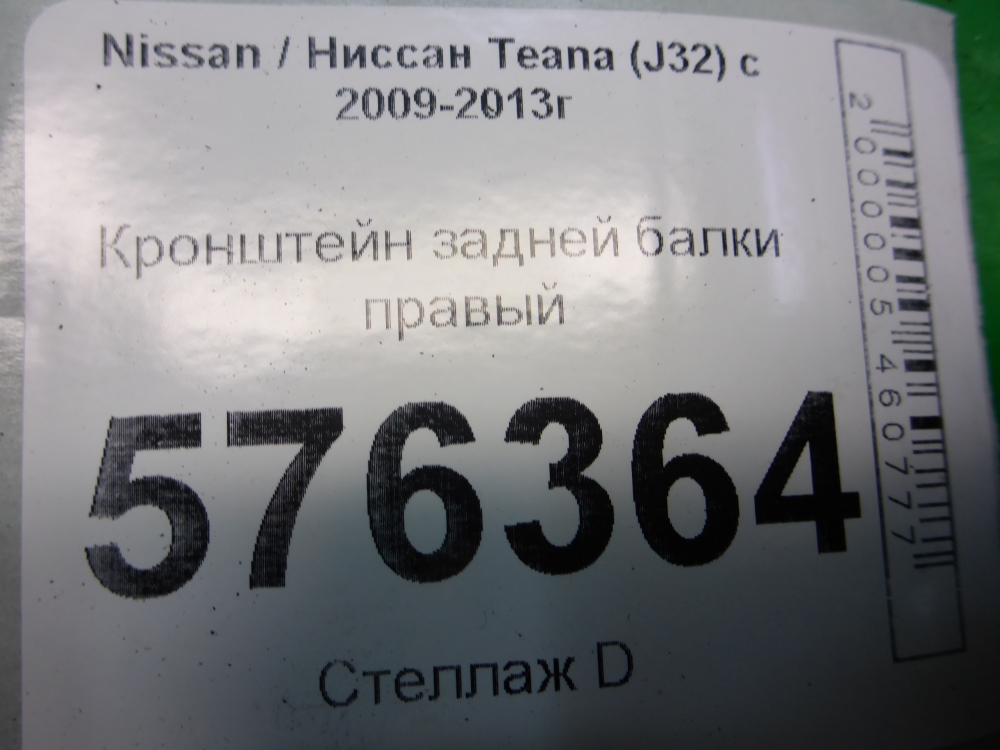 Nissan / Ниссан Teana (J32) с
2009-2013г
Кронштейн задней балки
правый
576364
Стеллаж D
2000005460777